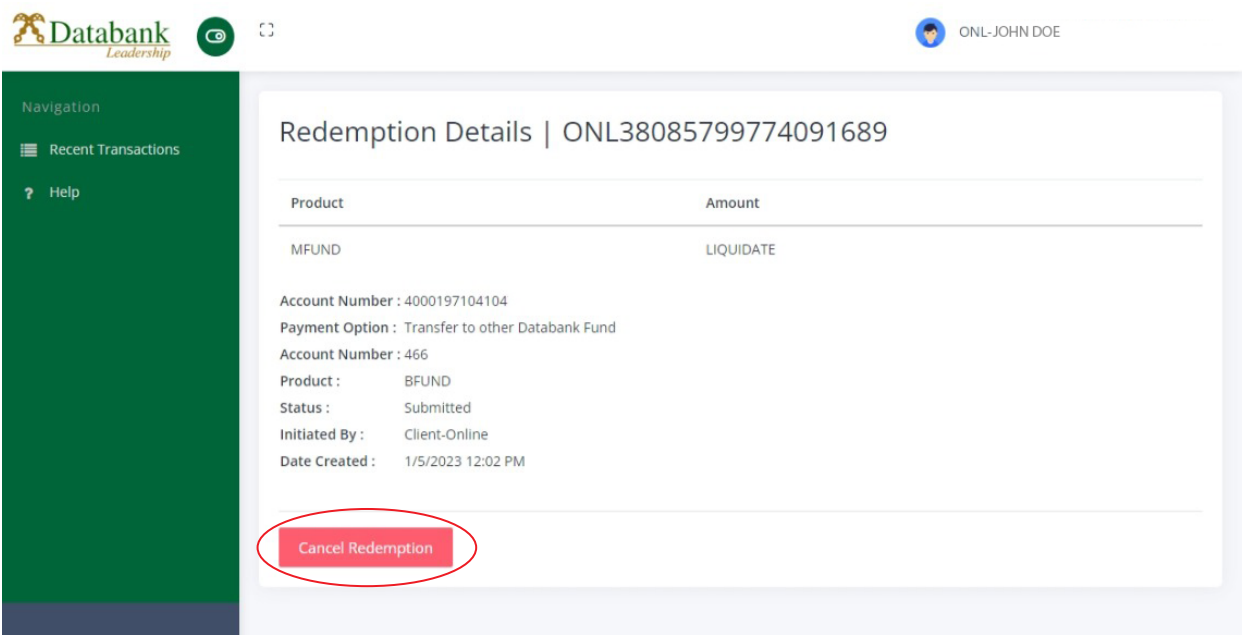 Databank
Leadership
ONL-JOHN DOE
Navigation
Recent Transactions
? Help
Redemption Details | ONL38085799774091689
Product Amount
MFUND LIQUIDATE
Account Number : 4000197104104
Payment Option : Transfer to other Databank Fund
Account Number : 466
Product : BFUND
Status : Submitted
Initiated By : Client-Online
Date Created : 1/5/2023 12:02 PM
Cancel Redemption